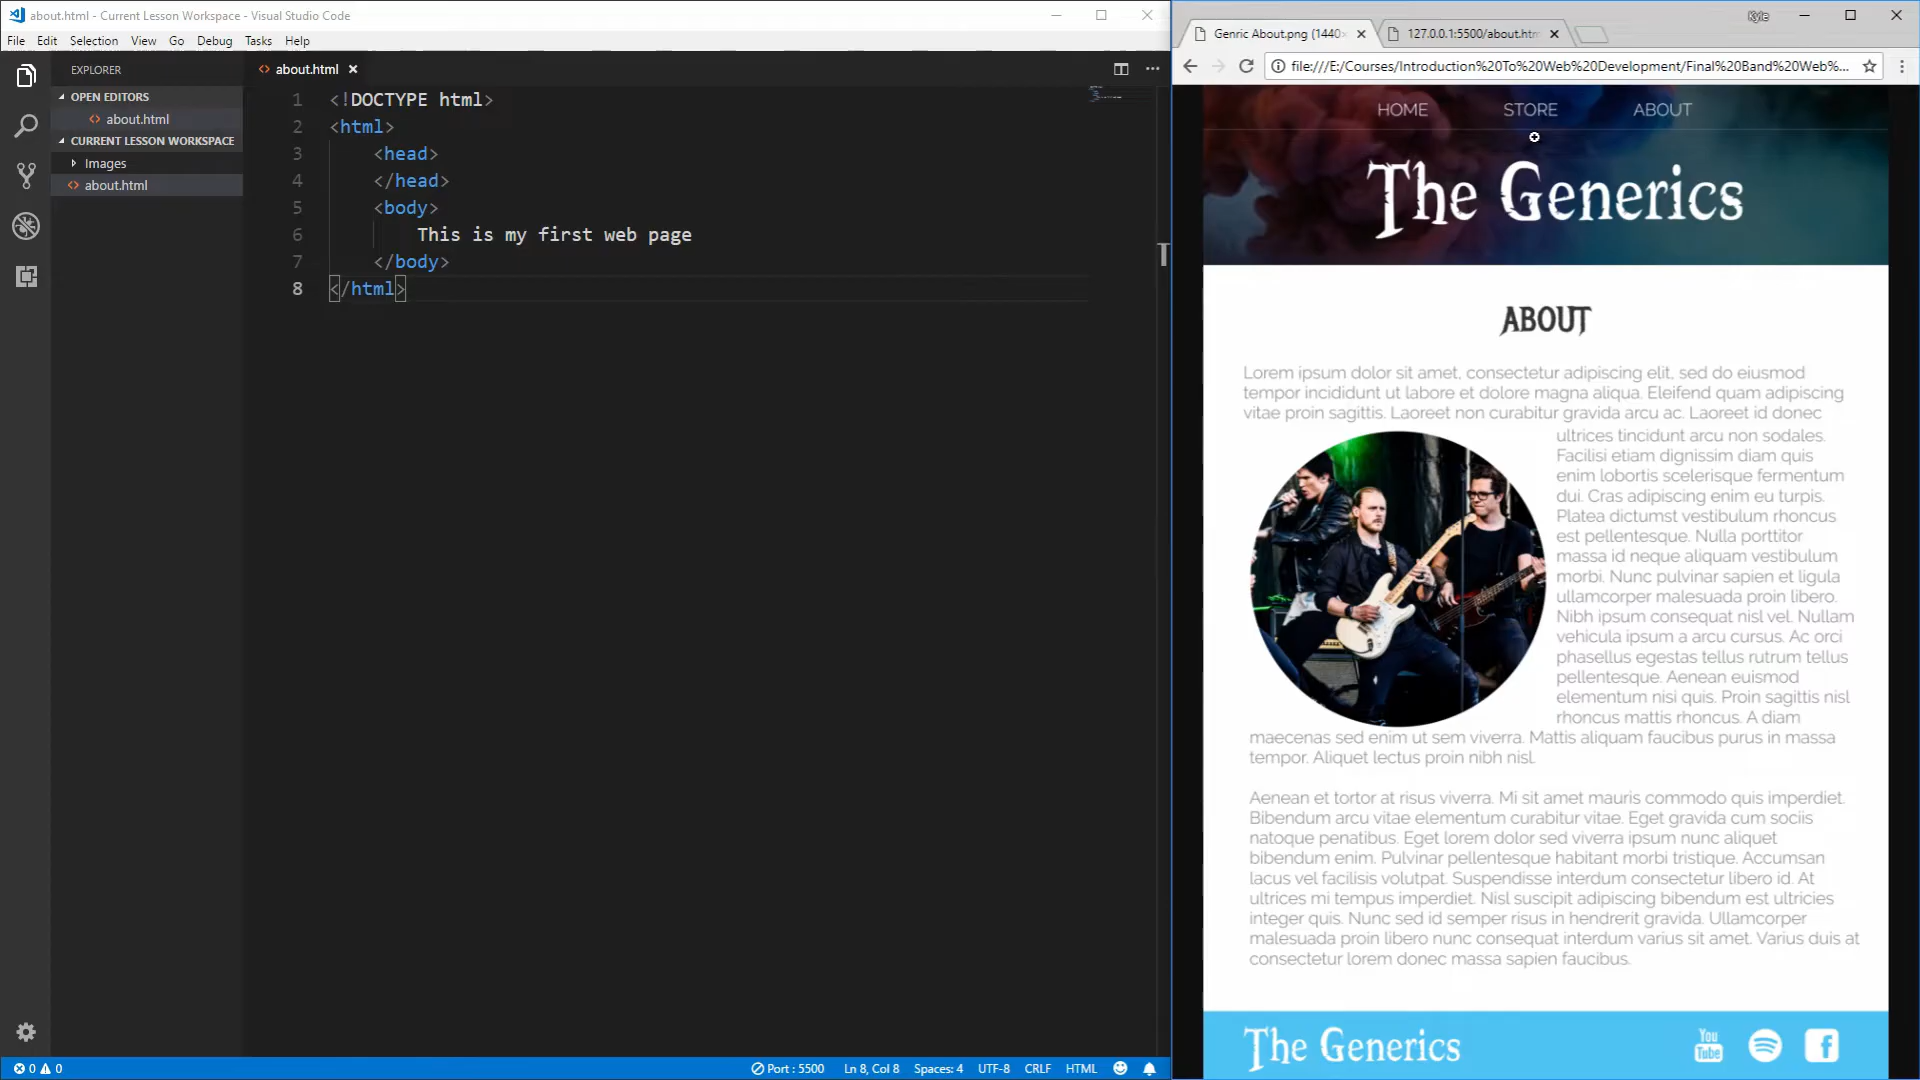 about.html - Current Lesson Workspace - Visual Studio Code
File Edit Selection View Go Debug Tasks Help
EXPLORER
OPEN EDITORS
about.html
CURRENT LESSON WORKSPACE
Images
about.html
about.html
1 <!DOCTYPE html>
2 <html>
3 <head>
4 </head>
5 <body>
6 This is my first web page
7 </body>
8 </html>
0 0
Port : 5500 Ln 8, Col 8 Spaces: 4 UTF-8 CRLF HTML
Kyle
Genric About.png (1440×
127.0.0.1:5500/about.htm
file:///E:/Courses/Introduction%20To%20Web%20Development/Final%20Band%20Web%...
HOME STORE ABOUT
The Generics
ABOUT
Lorem ipsum dolor sit amet, consectetur adipiscing elit, sed do eiusmod
tempor incididunt ut labore et dolore magna aliqua. Eleifend quam adipiscing
vitae proin sagittis. Laoreet non curabitur gravida arcu ac. Laoreet id donec
ultrices tincidunt arcu non sodales.
Facilisi etiam dignissim diam quis
enim lobortis scelerisque fermentum
dui. Cras adipiscing enim eu turpis.
Platea dictumst vestibulum rhoncus
est pellentesque. Nulla porttitor
massa id neque aliquam vestibulum
morbi. Nunc pulvinar sapien et ligula
ullamcorper malesuada proin libero.
Nibh ipsum consequat nisl vel. Nullam
vehicula ipsum a arcu cursus. Ac orci
phasellus egestas tellus rutrum tellus
pellentesque. Aenean euismod
elementum nisi quis. Proin sagittis nisl
rhoncus mattis rhoncus. A diam
maecenas sed enim ut sem viverra. Mattis aliquam faucibus purus in massa
tempor. Aliquet lectus proin nibh nisl.
Aenean et tortor at risus viverra. Mi sit amet mauris commodo quis imperdiet.
Bibendum arcu vitae elementum curabitur vitae. Eget gravida cum sociis
natoque penatibus. Eget lorem dolor sed viverra ipsum nunc aliquet
bibendum enim. Pulvinar pellentesque habitant morbi tristique. Accumsan
lacus vel facilisis volutpat. Suspendisse interdum consectetur libero id. At
ultrices mi tempus imperdiet. Nisl suscipit adipiscing bibendum est ultricies
integer quis. Nunc sed id semper risus in hendrerit gravida. Ullamcorper
malesuada proin libero nunc consequat interdum varius sit amet. Varius duis at
consectetur lorem donec massa sapien faucibus.
The Generics
You
Tube